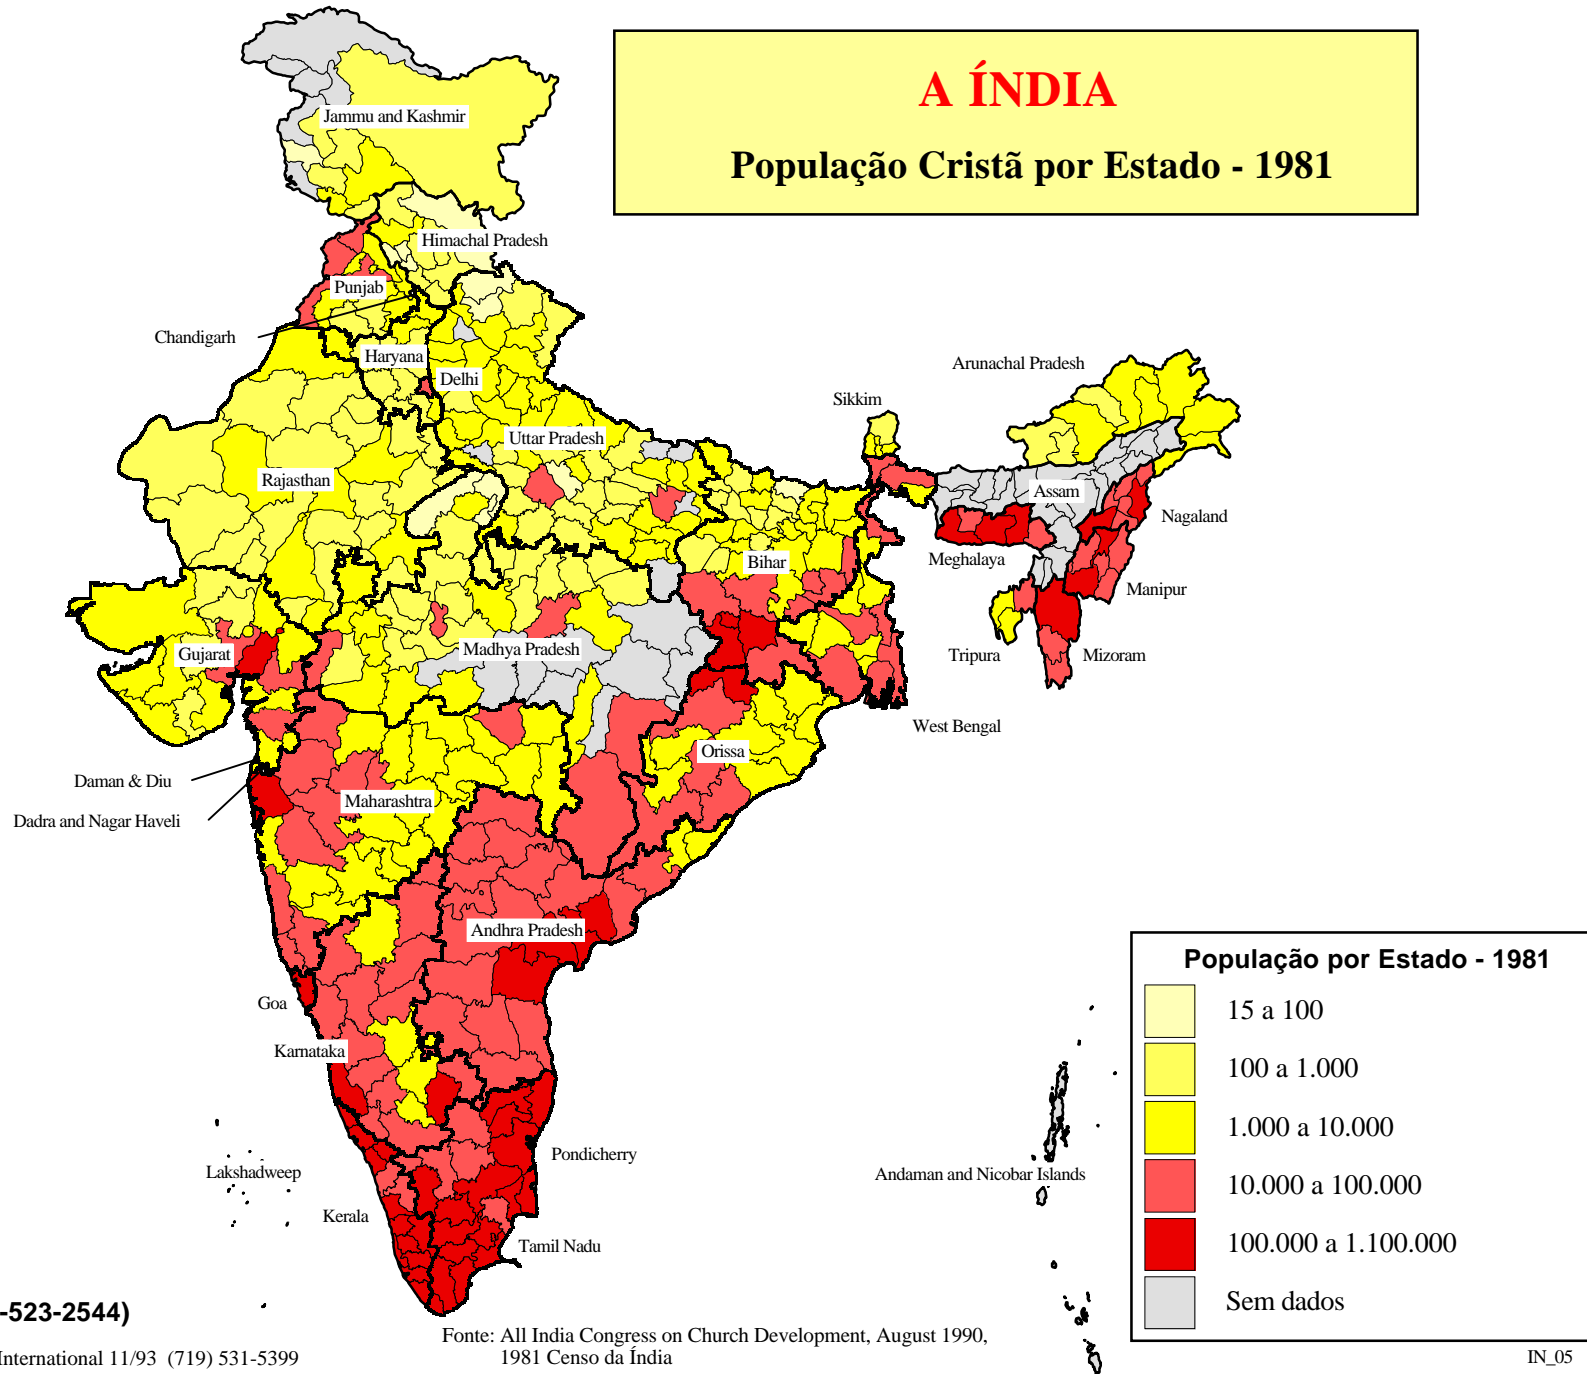 A ÍNDIA
População Cristã por Estado - 1981
Jammu and Kashmir
Himachal Pradesh
Punjab
Chandigarh
Haryana
Delhi
Arunachal Pradesh
Sikkim
Uttar Pradesh
Rajasthan
Assam
Nagaland
Meghalaya
Bihar
Manipur
Gujarat
Madhya Pradesh
Tripura
Mizoram
West Bengal
Orissa
Daman & Diu
Maharashtra
Dadra and Nagar Haveli
Andhra Pradesh
Goa
Karnataka
Pondicherry
Lakshadweep
Andaman and Nicobar Islands
Kerala
Tamil Nadu
População por Estado - 1981
15 a 100
100 a 1.000
1.000 a 10.000
10.000 a 100.000
100.000 a 1.100.000
Sem dados
-523-2544)
International 11/93 (719) 531-5399
Fonte: All India Congress on Church Development, August 1990,
1981 Censo da Índia
IN_05